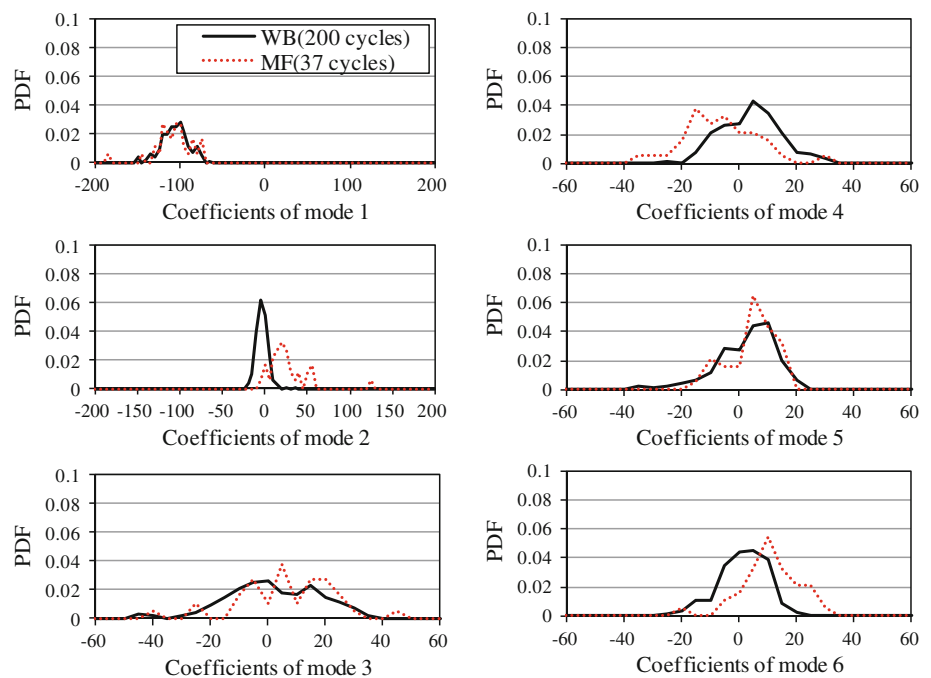 0.1
0.08
0.06
0.04
0.02
0
PDF
WB(200 cycles)
MF(37 cycles)
-200 -100 0 100 200
Coefficients of mode 1
0.1
0.08
0.06
0.04
0.02
0
PDF
-200 -150 -100 -50 0 50 100 150 200
Coefficients of mode 2
0.1
0.08
0.06
0.04
0.02
0
PDF
-60 -40 -20 0 20 40 60
Coefficients of mode 3
0.1
0.08
0.06
0.04
0.02
0
PDF
-60 -40 -20 0 20 40 60
Coefficients of mode 4
0.1
0.08
0.06
0.04
0.02
0
PDF
-60 -40 -20 0 20 40 60
Coefficients of mode 5
0.1
0.08
0.06
0.04
0.02
0
PDF
-60 -40 -20 0 20 40 60
Coefficients of mode 6